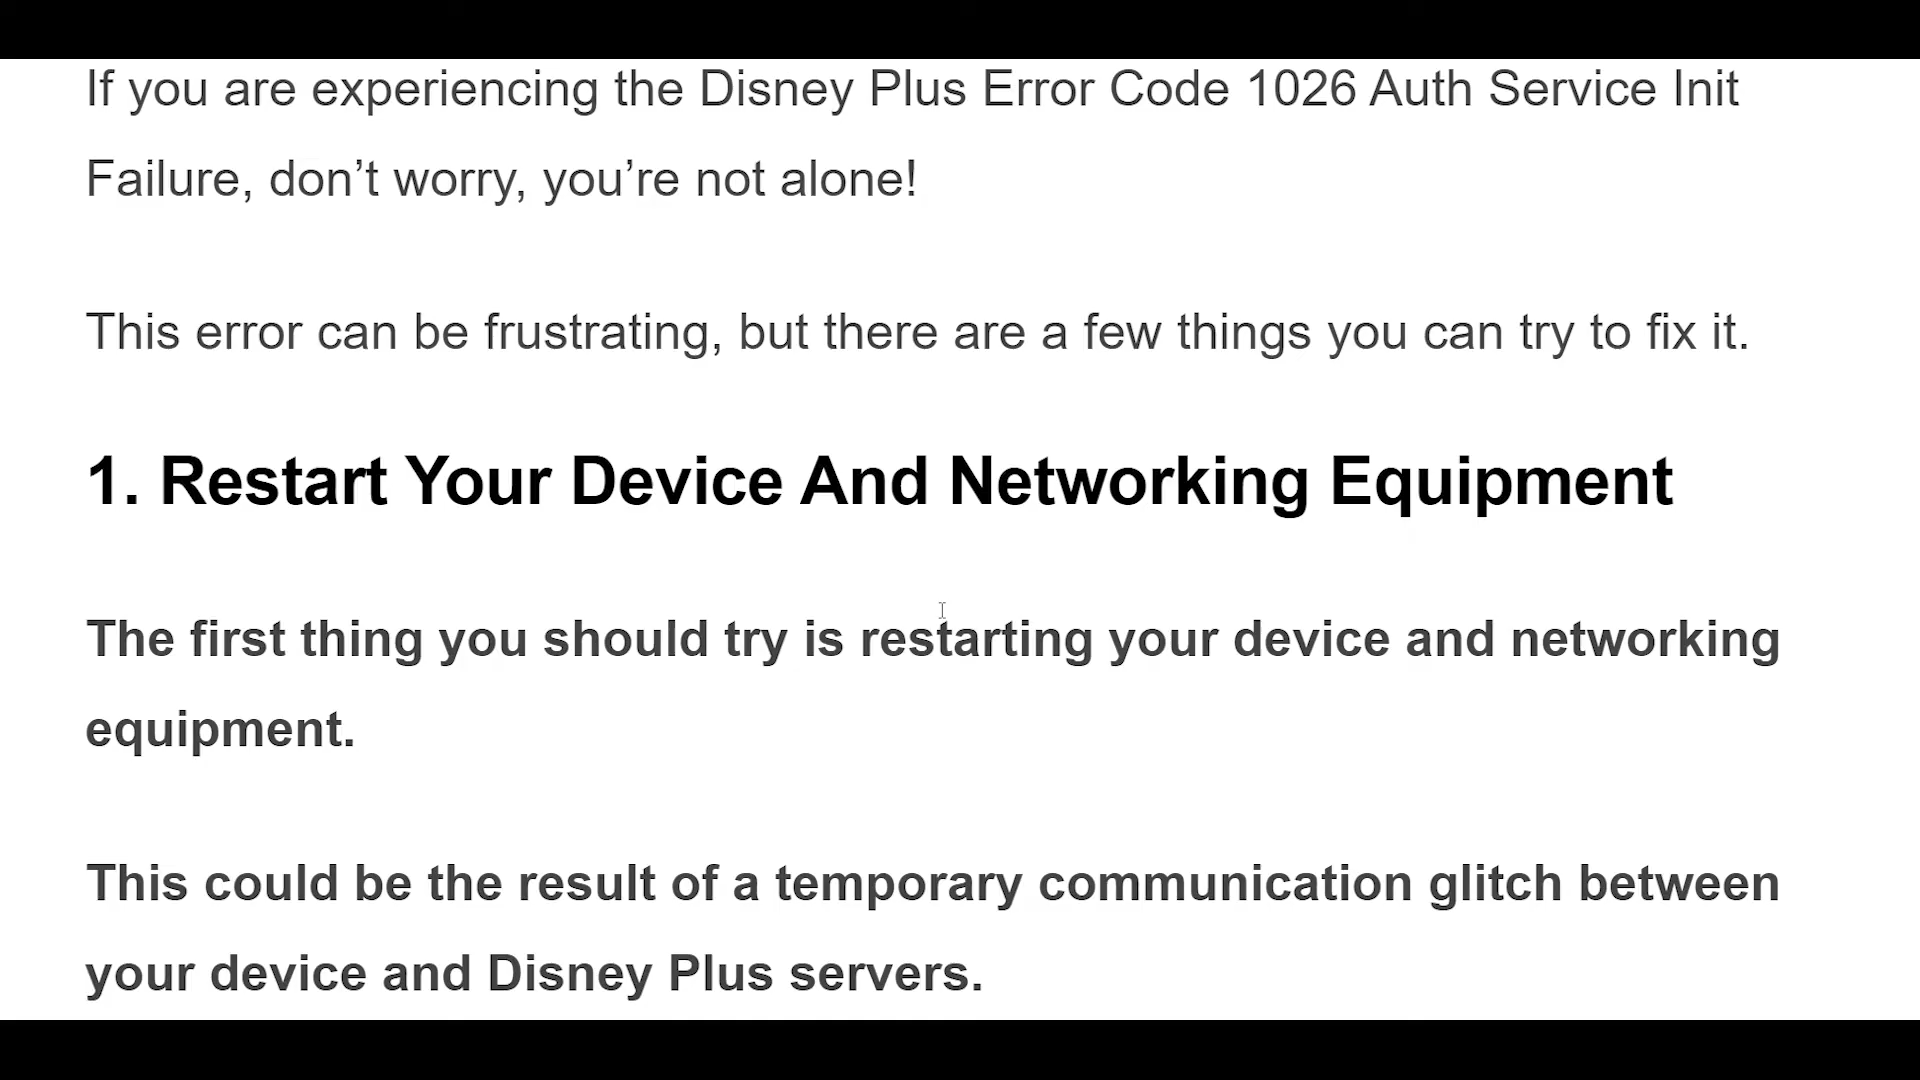 If you are experiencing the Disney Plus Error Code 1026 Auth Service Init
Failure, don’t worry, you’re not alone!
This error can be frustrating, but there are a few things you can try to fix it.
1. Restart Your Device And Networking Equipment
The first thing you should try is restarting your device and networking
equipment.
This could be the result of a temporary communication glitch between
your device and Disney Plus servers.